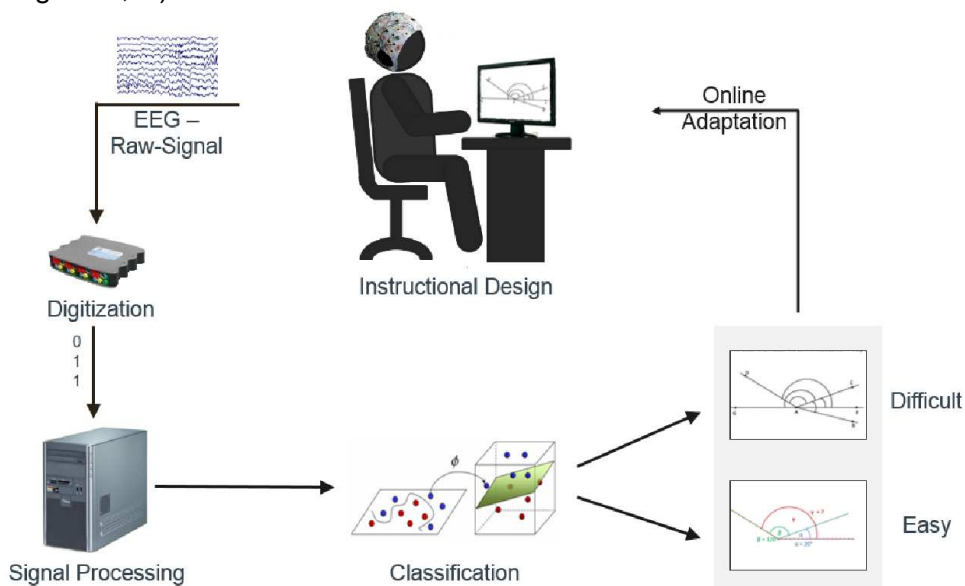 EEG –
Raw-Signal
Online
Adaptation
Instructional Design
Digitization
0
1
1
ϕ
Difficult
Easy
Signal Processing
Classification